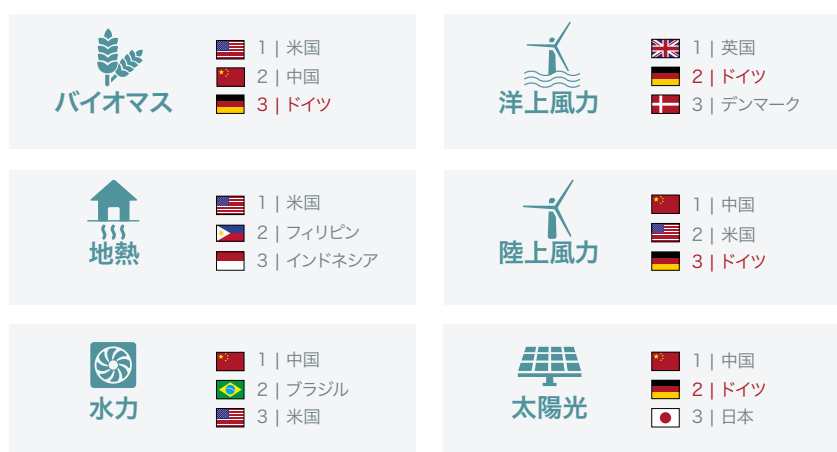 バイオマス
1 | 米国
2 | 中国
3 | ドイツ
洋上風力
1 | 英国
2 | ドイツ
3 | デンマーク
地熱
1 | 米国
2 | フィリピン
3 | インドネシア
陸上風力
1 | 中国
2 | 米国
3 | ドイツ
水力
1 | 中国
2 | ブラジル
3 | 米国
太陽光
1 | 中国
2 | ドイツ
3 | 日本